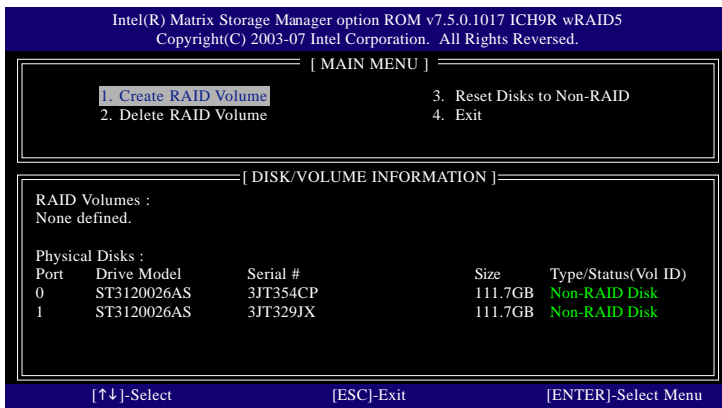 Intel(R) Matrix Storage Manager option ROM v7.5.0.1017 ICH9R wRAID5
Copyright(C) 2003-07 Intel Corporation. All Rights Reversed.
[ MAIN MENU ]
1. Create RAID Volume 3. Reset Disks to Non-RAID
2. Delete RAID Volume 4. Exit
[ DISK/VOLUME INFORMATION ]
RAID Volumes :
None defined.
Physical Disks :
Port Drive Model Serial # Size Type/Status(Vol ID)
0 ST3120026AS 3JT354CP 111.7GB Non-RAID Disk
1 ST3120026AS 3JT329JX 111.7GB Non-RAID Disk
[↑↓]-Select [ESC]-Exit [ENTER]-Select Menu